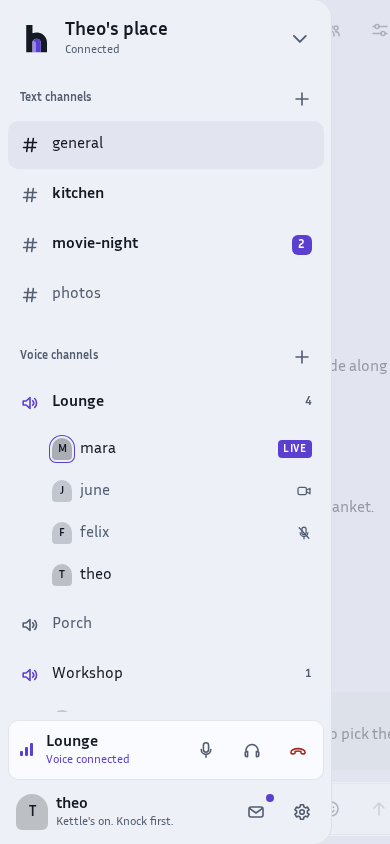 Theo's place
Connected
Text channels
general
kitchen
movie-night
2
photos
de along
Voice channels
Lounge
4
M
mara
LIVE
J
june
anket.
F
felix
T
theo
Porch
Workshop
1
Lounge
Voice connected
pick the
T
theo
Kettle's on. Knock first.